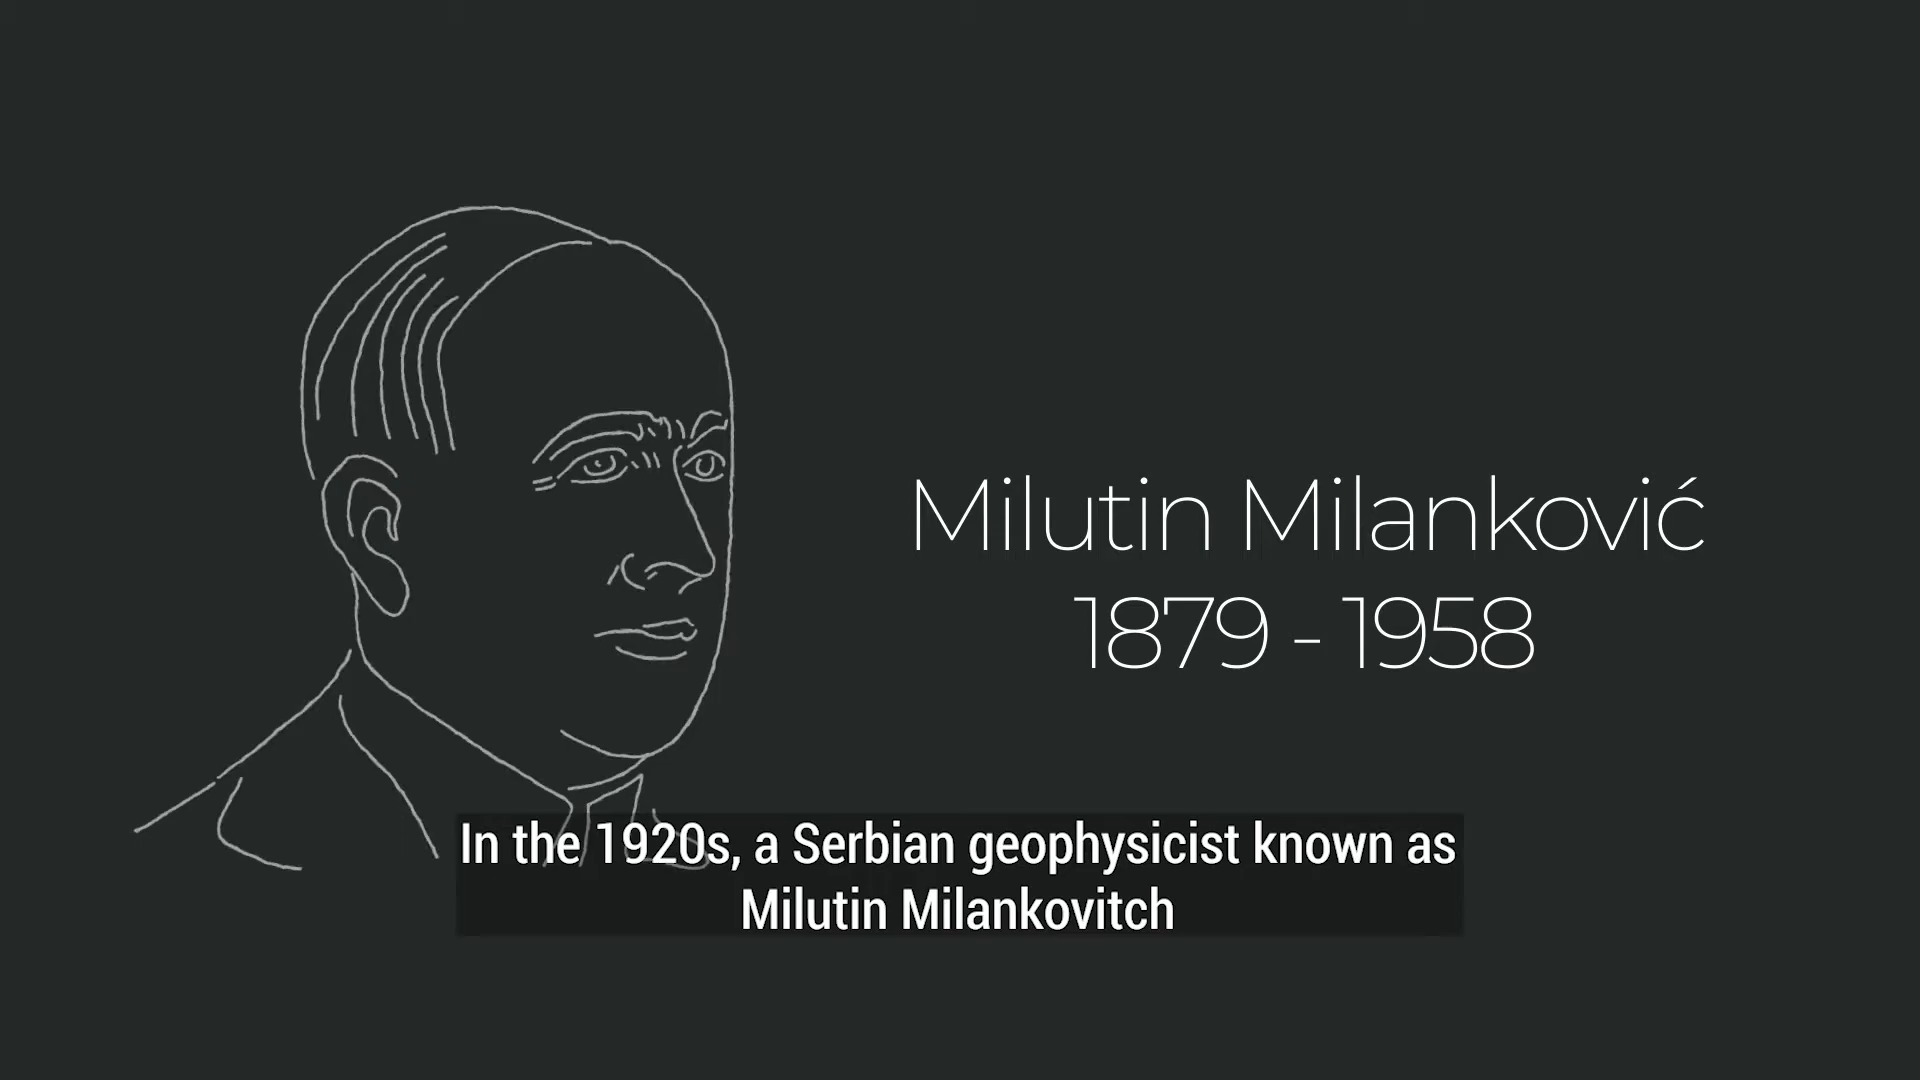 Milutin Milanković
1879 - 1958
In the 1920s, a Serbian geophysicist known as
Milutin Milankovitch